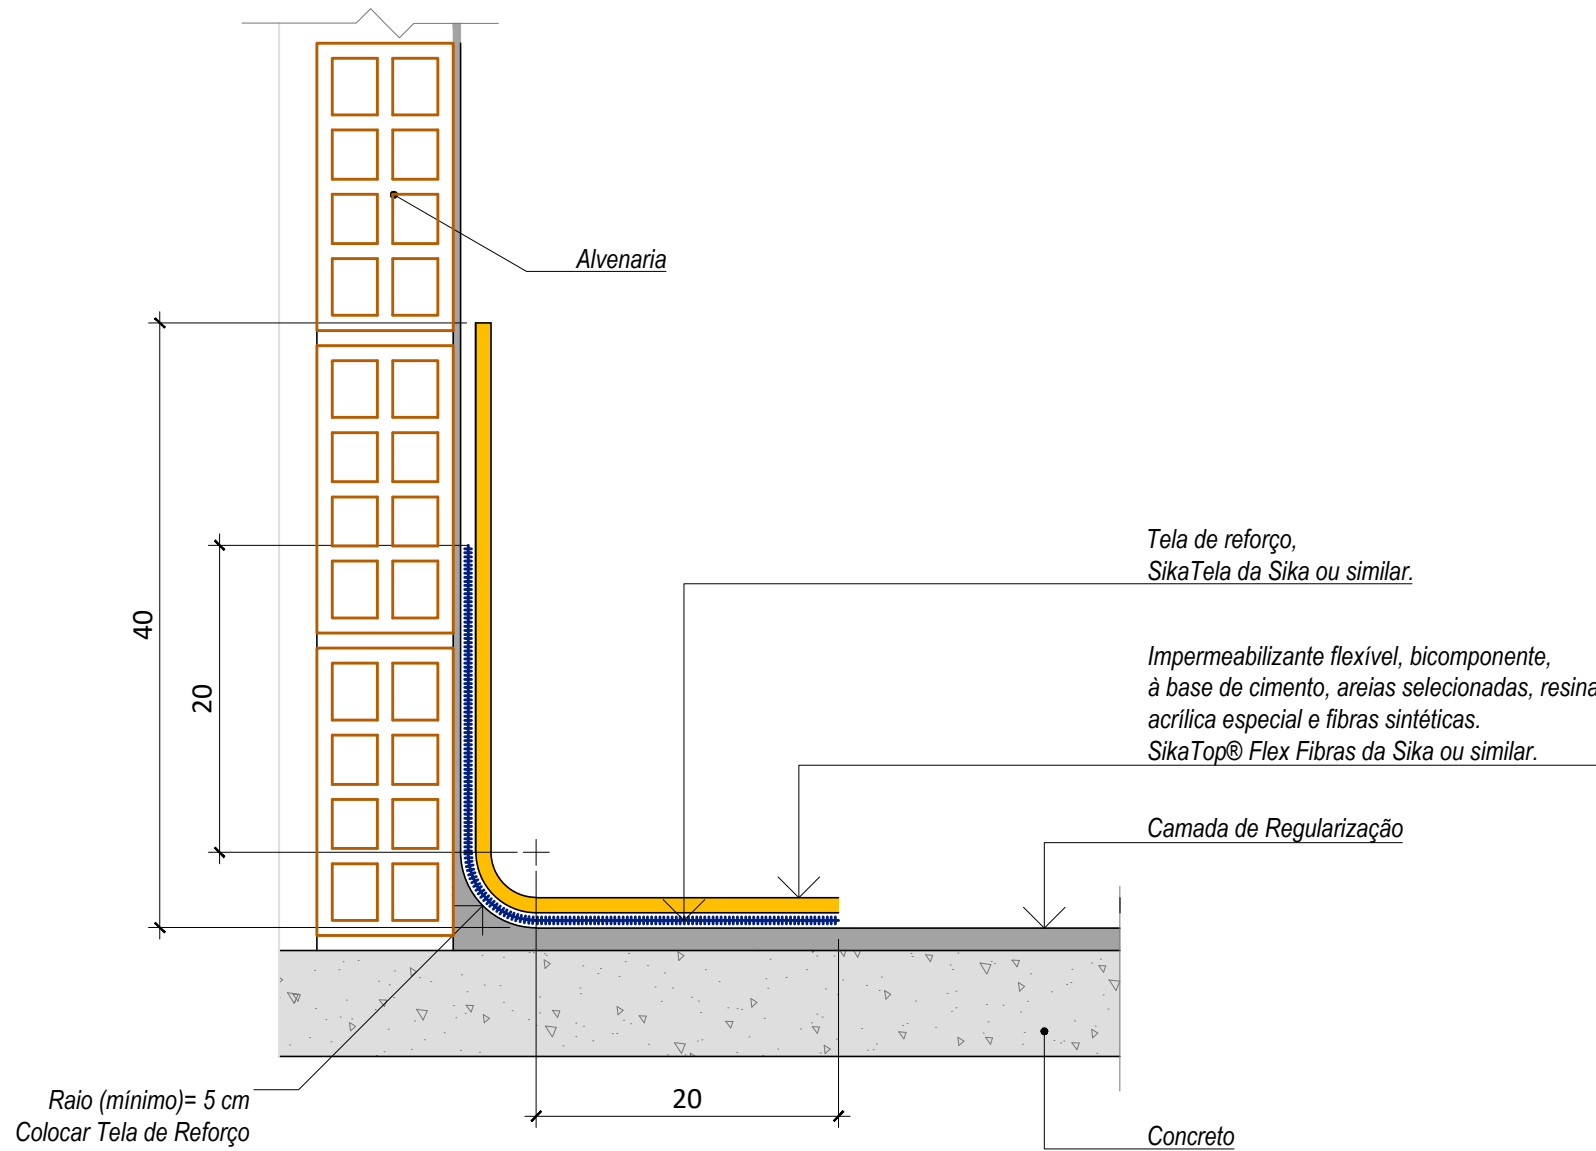 Alvenaria
Tela de reforço,
SikaTela da Sika ou similar.
Impermeabilizante flexível, bicomponente,
à base de cimento, areias selecionadas, resina
acrílica especial e fibras sintéticas.
SikaTop® Flex Fibras da Sika ou similar.
Camada de Regularização
40
20
20
Raio (mínimo)= 5 cm
Colocar Tela de Reforço
Concreto